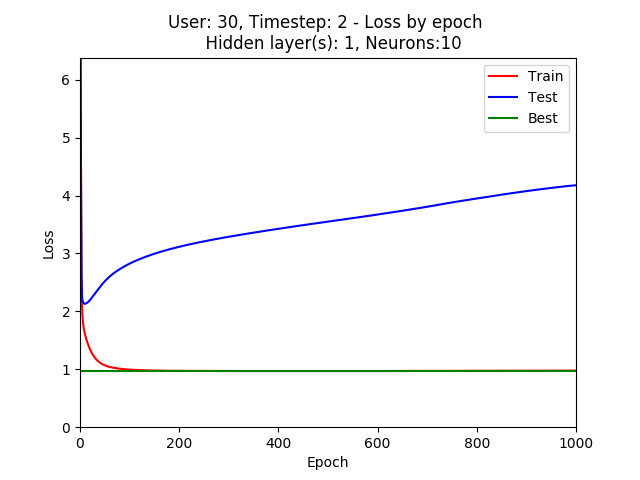 User: 30, Timestep: 2 - Loss by epoch
Hidden layer(s): 1, Neurons:10
Train
Test
Best
6
5
4
3
2
1
0
Loss
0 200 400 600 800 1000
Epoch